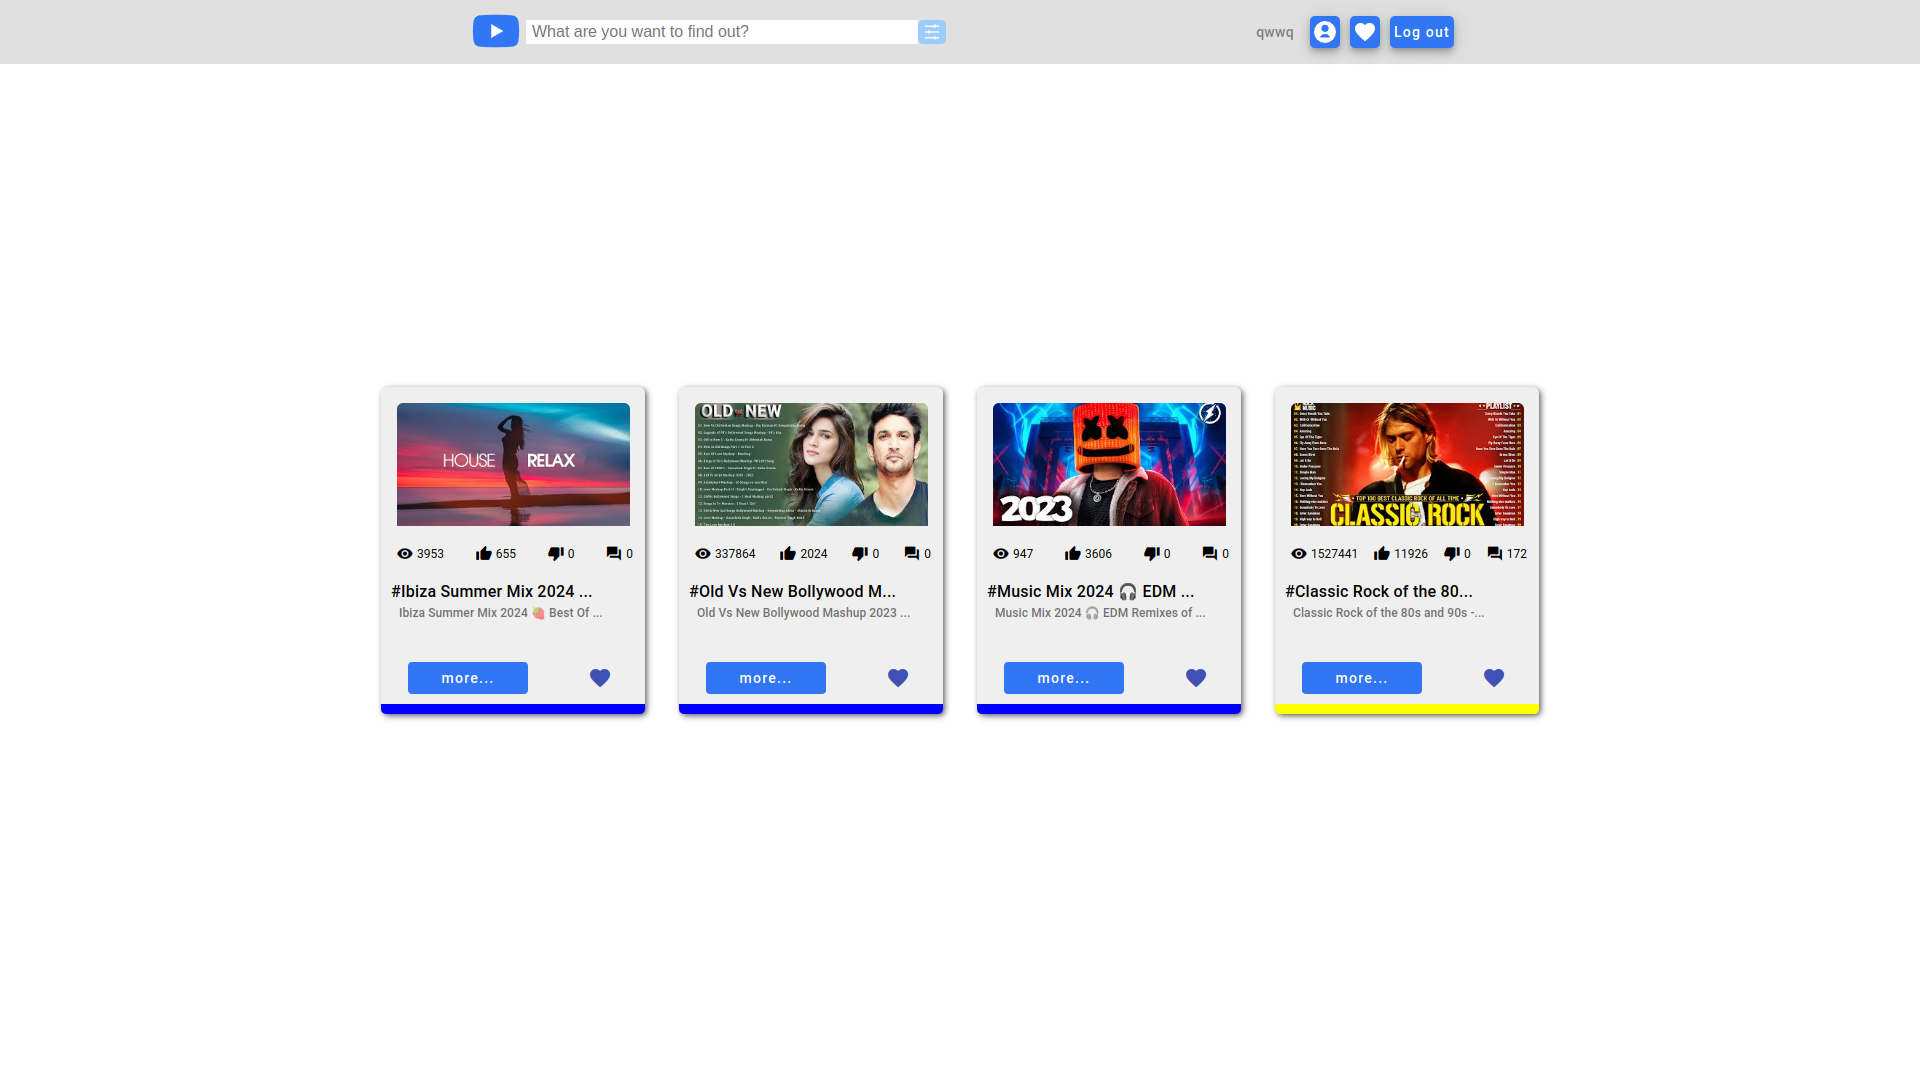 What are you want to find out?
qwwq
Log out
HOUSE RELAX
OLD NEW
2023
PLAYLIST
MUSIC
TOP 100 BEST CLASSIC ROCK OF ALL TIME
CLASSIC ROCK
3953 655 0 0
337864 2024 0 0
947 3606 0 0
1527441 11926 0 172
#Ibiza Summer Mix 2024 ...
Ibiza Summer Mix 2024 🍓 Best Of ...
#Old Vs New Bollywood M...
Old Vs New Bollywood Mashup 2023 ...
#Music Mix 2024 🎧 EDM ...
Music Mix 2024 🎧 EDM Remixes of ...
#Classic Rock of the 80...
Classic Rock of the 80s and 90s -...
more...
more...
more...
more...